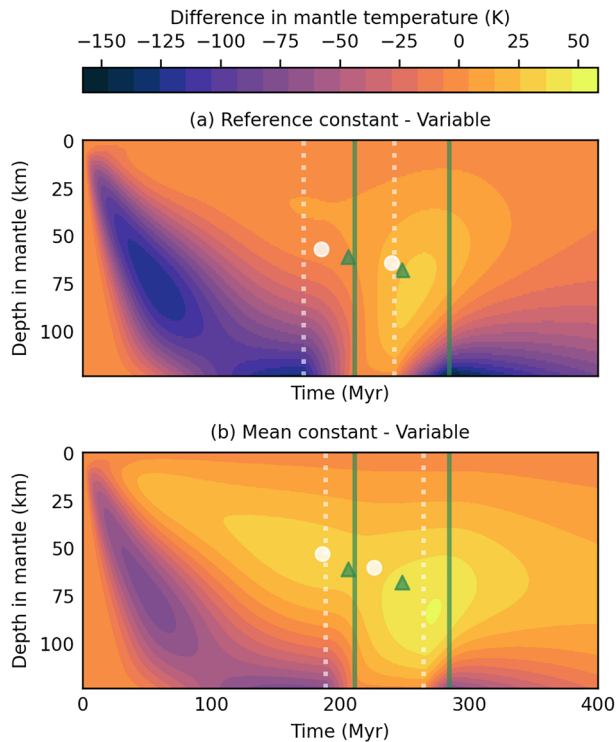 Difference in mantle temperature (K)
−150 −125 −100 −75 −50 −25 0 25 50
(a) Reference constant - Variable
0
25
50
75
100
Depth in mantle (km)
Time (Myr)
(b) Mean constant - Variable
0
25
50
75
100
Depth in mantle (km)
0 100 200 300 400
Time (Myr)